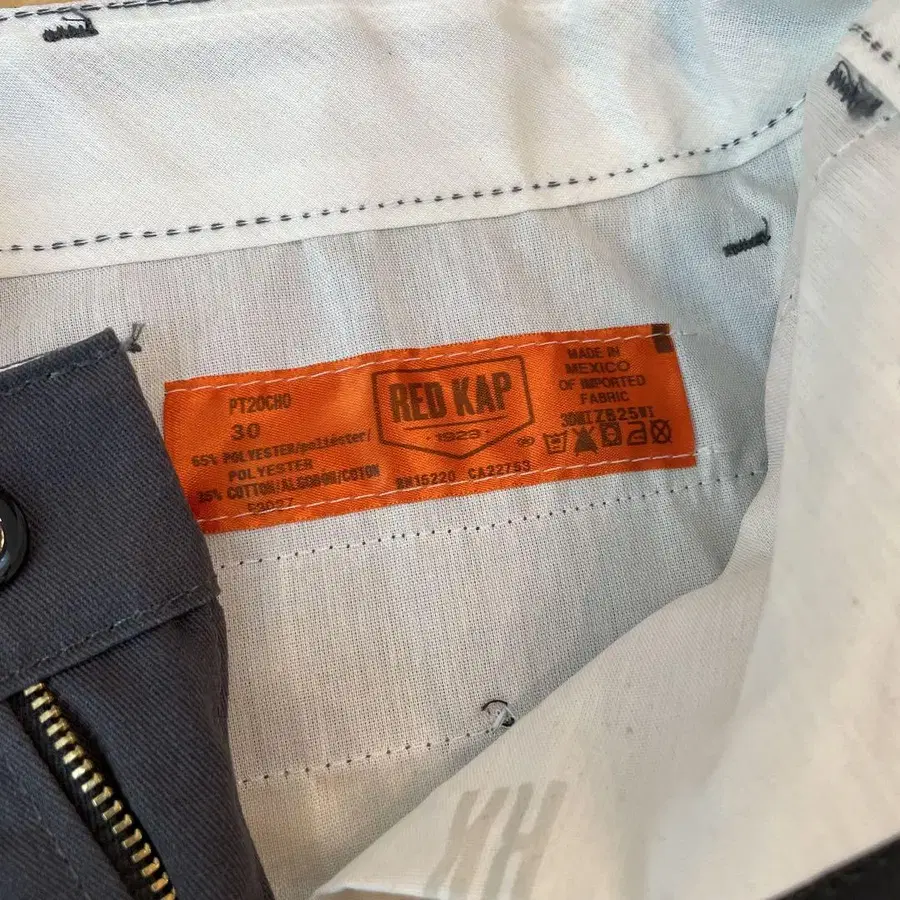 PT20CHO
30
65% POLYESTER/poliéster/
POLYESTER
35% COTTON/ALGODON/COTON
RED KAP
·1923·
®
RN15220 CA22753
MADE IN
MEXICO
OF IMPORTED
FABRIC